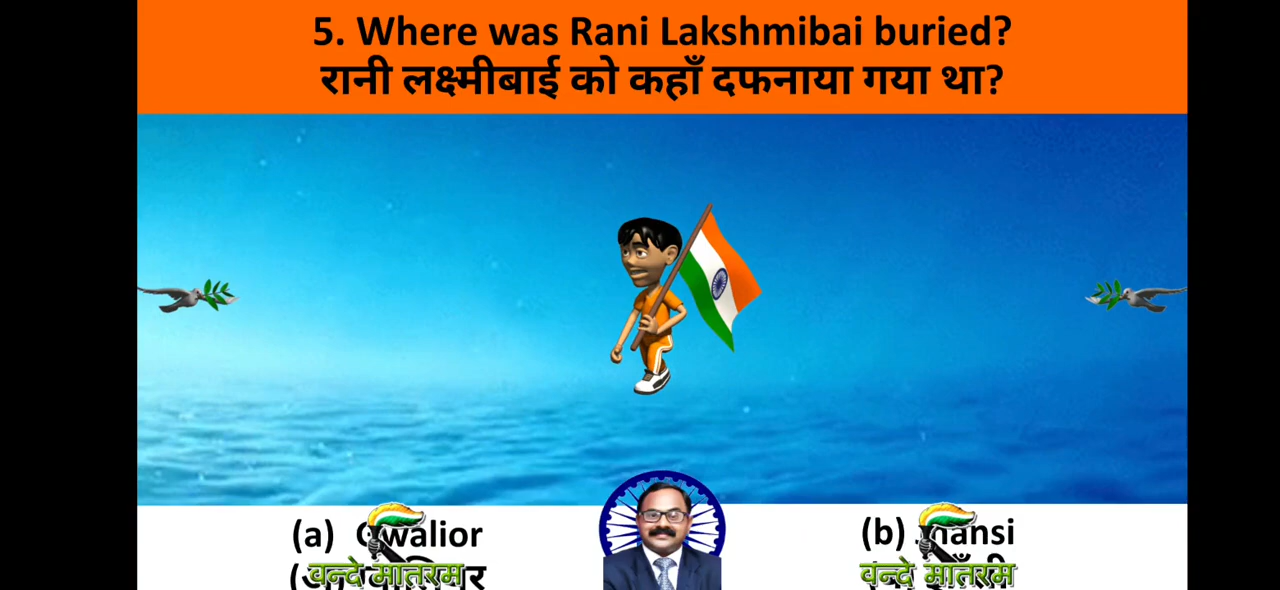 5. Where was Rani Lakshmibai buried?
रानी लक्ष्मीबाई को कहाँ दफनाया गया था?
(a) Gwalior
(b) Jhansi
वन्दे मातरम
वन्दे मातरम